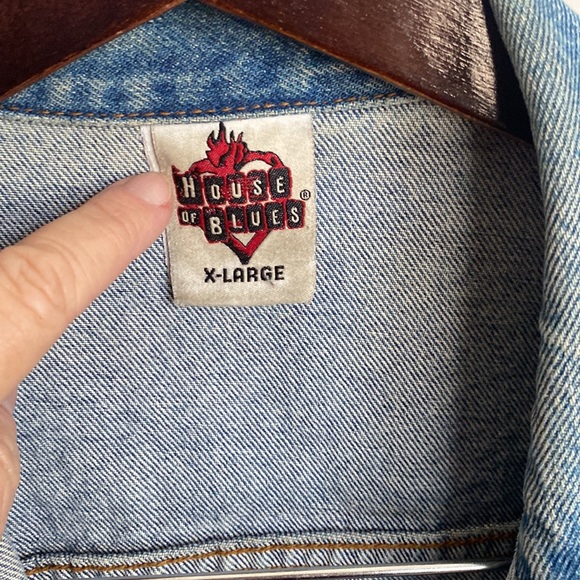 HOUSE
OF BLUES ®
X-LARGE